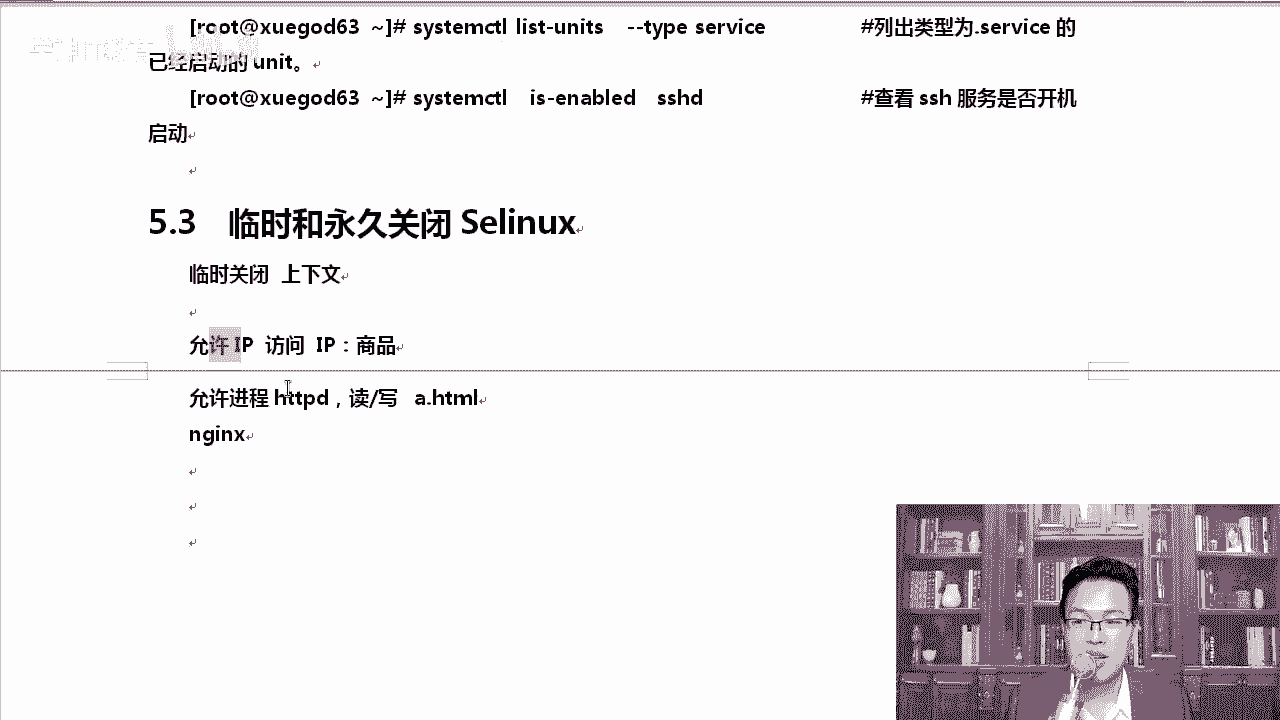 [root@xuegod63 ~]# systemctl list-units --type service #列出类型为.service 的
已经启动的 unit。
[root@xuegod63 ~]# systemctl is-enabled sshd #查看 ssh 服务是否开机
启动
5.3 临时和永久关闭 Selinux
临时关闭 上下文
允许 IP 访问 IP：商品
允许进程 httpd，读/写 a.html
nginx